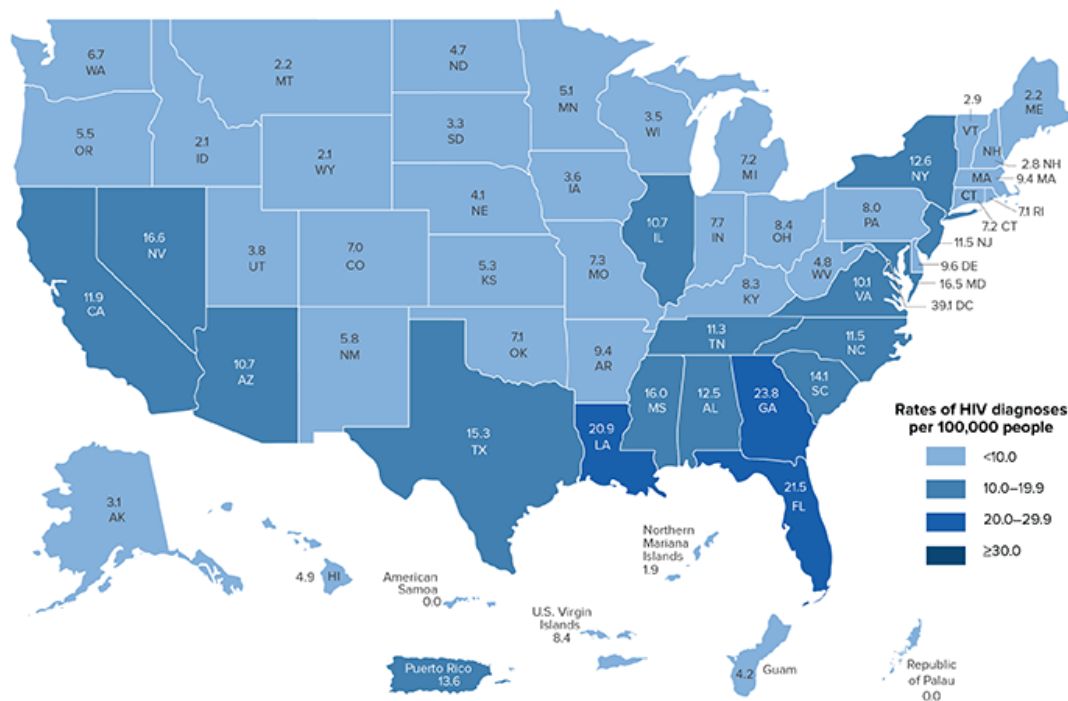 6.7
WA
2.2
MT
4.7
ND
5.1
MN
3.5
WI
7.2
MI
2.9
VT
2.2
ME
NH
2.8 NH
5.5
OR
2.1
ID
2.1
WY
3.3
SD
3.6
IA
12.6
NY
MA
9.4 MA
CT
7.1 RI
7.2 CT
16.6
NV
3.8
UT
7.0
CO
4.1
NE
5.3
KS
7.3
MO
10.7
IL
7.7
IN
8.4
OH
8.0
PA
11.5 NJ
4.8
WV
9.6 DE
16.5 MD
39.1 DC
8.3
KY
10.1
VA
11.9
CA
10.7
AZ
5.8
NM
7.1
OK
9.4
AR
11.3
TN
11.5
NC
14.1
SC
15.3
TX
20.9
LA
16.0
MS
12.5
AL
23.8
GA
21.5
FL
Rates of HIV diagnoses
per 100,000 people
<10.0
10.0–19.9
20.0–29.9
≥30.0
3.1
AK
4.9
HI
American
Samoa
0.0
Northern
Mariana
Islands
1.9
U.S. Virgin
Islands
8.4
Puerto Rico
13.6
4.2
Guam
Republic
of Palau
0.0